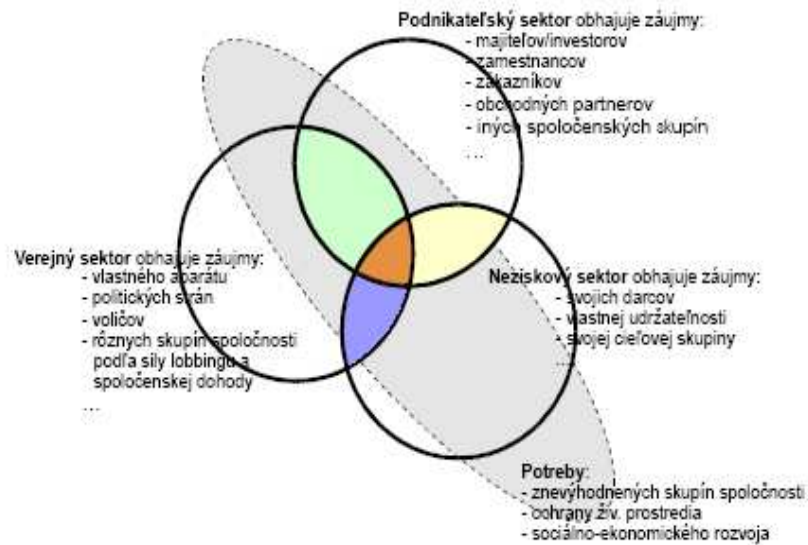 Podnikateľský sektor obhajuje záujmy:
- majiteľov/investorov
- zamestnancov
- zákazníkov
- obchodných partnerov
- iných spoločenských skupín
...
Verejný sektor obhajuje záujmy:
- vlastného aparátu
- politických strán
- voličov
- rôznych skupín spoločnosti
podľa sily lobbingu a
spoločenskej dohody
...
Neziskový sektor obhajuje záujmy:
- svojich darcov
- vlastnej udržateľnosti
- svojej cieľovej skupiny
...
Potreby:
- znevýhodnených skupín spoločnosti
- ochrany živ. prostredia
- sociálno-ekonomického rozvoja